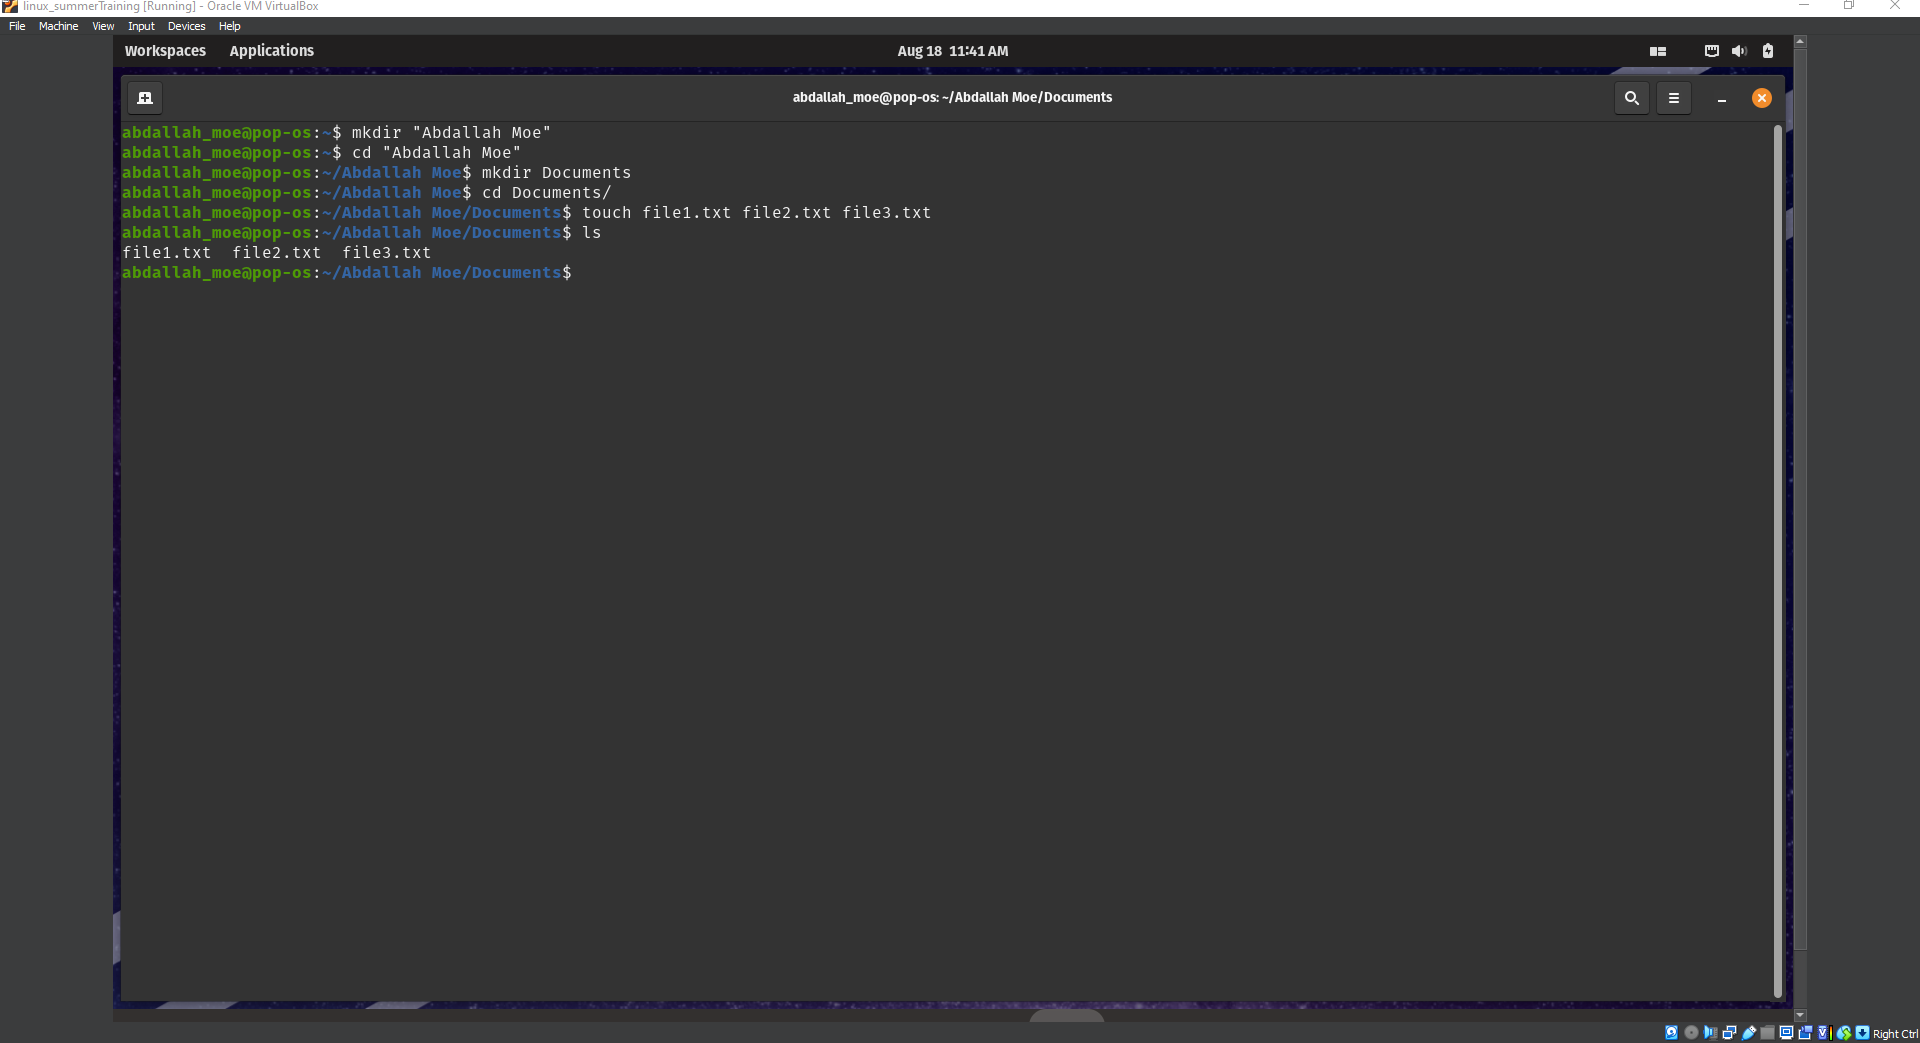 linux_summerTraining [Running] - Oracle VM VirtualBox
File Machine View Input Devices Help
Workspaces Applications Aug 18 11:41 AM
abdallah_moe@pop-os: ~/Abdallah Moe/Documents
abdallah_moe@pop-os:~$ mkdir "Abdallah Moe"
abdallah_moe@pop-os:~$ cd "Abdallah Moe"
abdallah_moe@pop-os:~/Abdallah Moe$ mkdir Documents
abdallah_moe@pop-os:~/Abdallah Moe$ cd Documents/
abdallah_moe@pop-os:~/Abdallah Moe/Documents$ touch file1.txt file2.txt file3.txt
abdallah_moe@pop-os:~/Abdallah Moe/Documents$ ls
file1.txt  file2.txt  file3.txt
abdallah_moe@pop-os:~/Abdallah Moe/Documents$
Right Ctrl